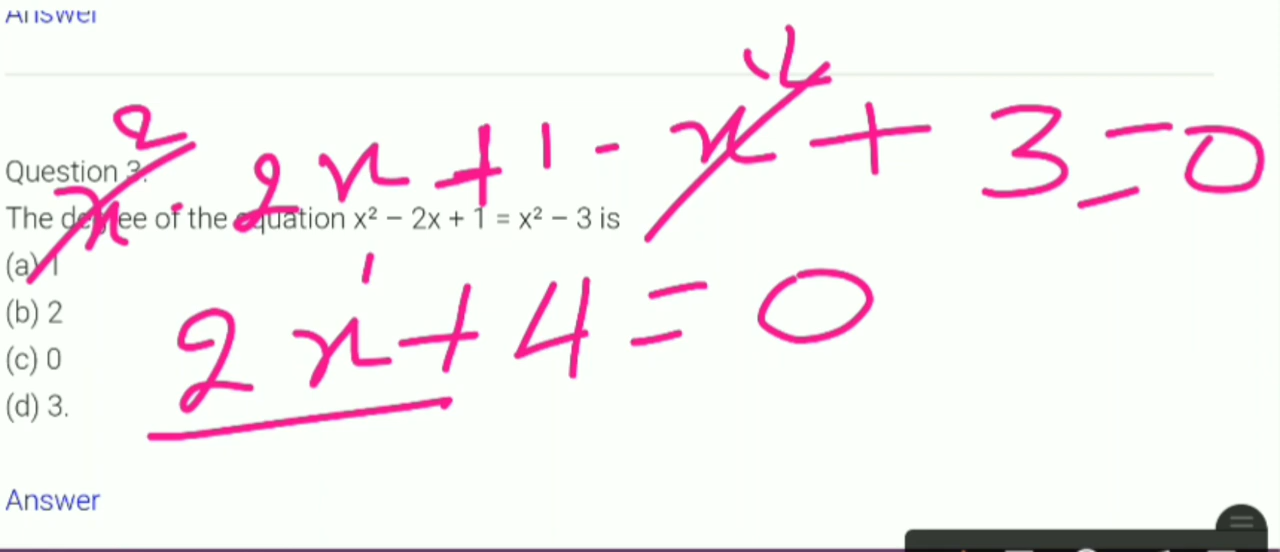 Answer
x² - 2x + 1 - x² + 3 = 0
Question 3.
The degree of the equation x² – 2x + 1 = x² – 3 is
(a) 1
(b) 2
(c) 0
(d) 3.
2x¹ + 4 = 0
Answer